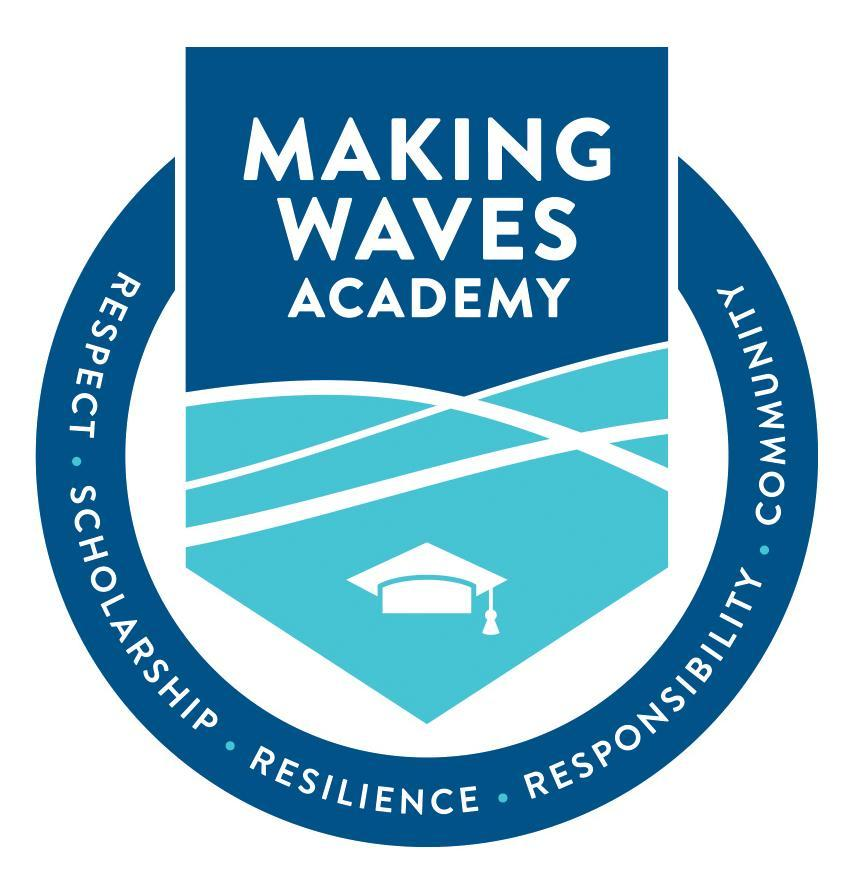 MAKING
WAVES
ACADEMY
RESPECT • SCHOLARSHIP • RESILIENCE • RESPONSIBILITY • COMMUNITY